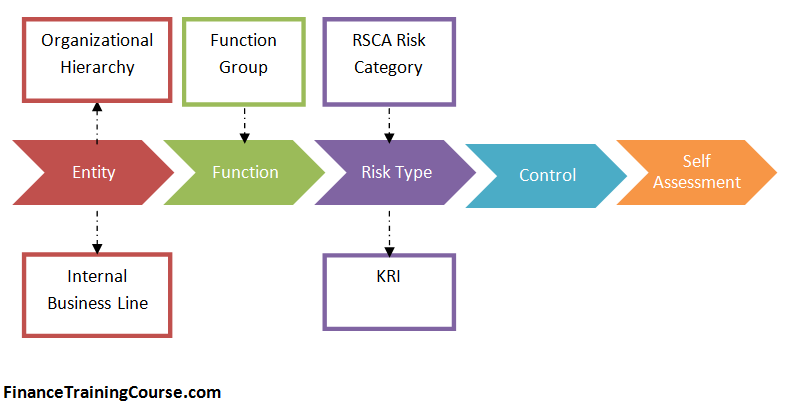 Organizational
Hierarchy
Function
Group
RSCA Risk
Category
Entity
Function
Risk Type
Control
Self
Assessment
Internal
Business Line
KRI
FinanceTrainingCourse.com